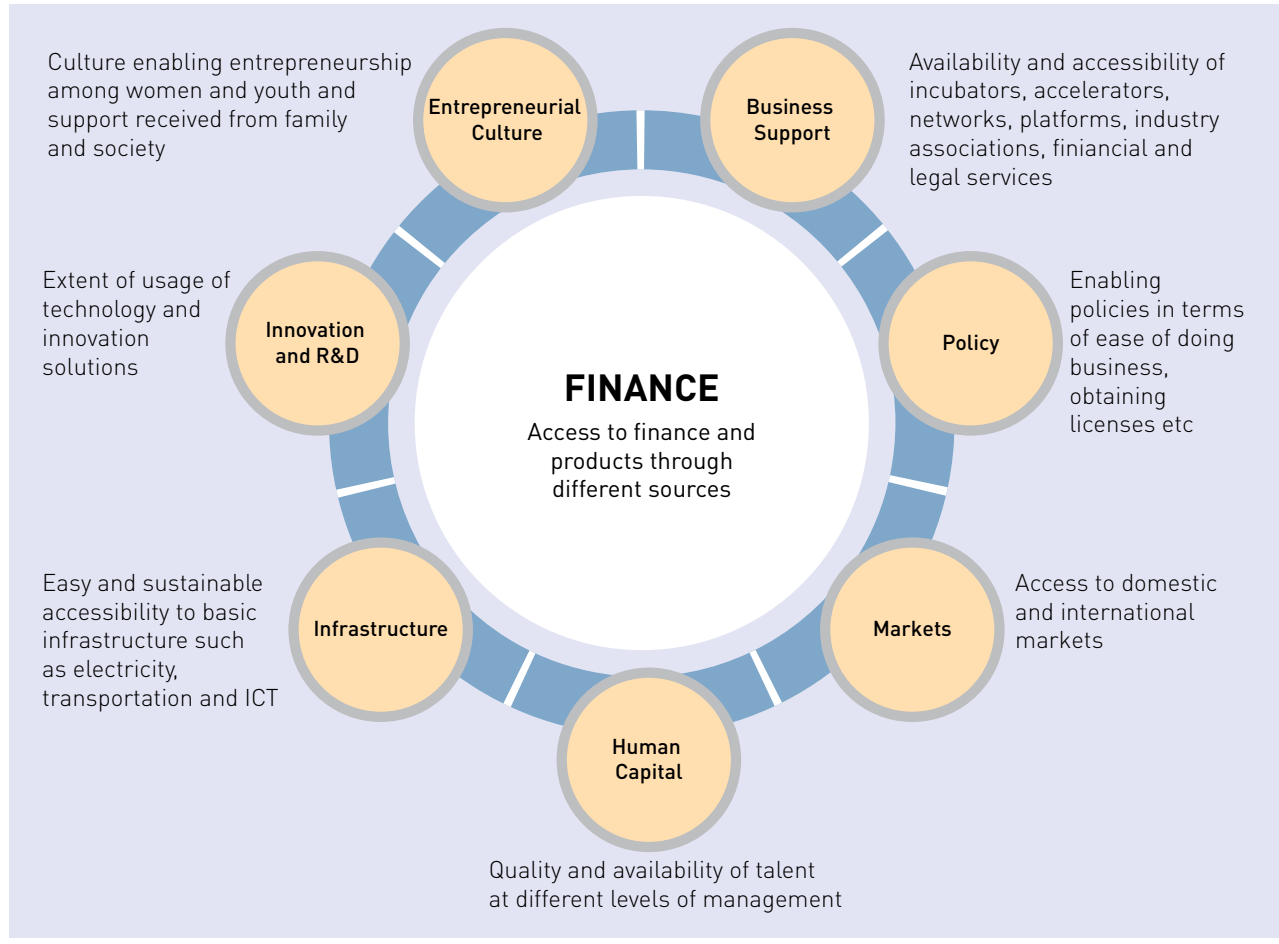 Culture enabling entrepreneurship
among women and youth and
support received from family
and society
Entrepreneurial
Culture
Business
Support
Availability and accessibility of
incubators, accelerators,
networks, platforms, industry
associations, finiancial and
legal services
Extent of usage of
technology and
innovation
solutions
Innovation
and R&D
Policy
Enabling
policies in terms
of ease of doing
business,
obtaining
licenses etc
FINANCE
Access to finance and
products through
different sources
Easy and sustainable
accessibility to basic
infrastructure such
as electricity,
transportation and ICT
Infrastructure
Markets
Access to domestic
and international
markets
Human
Capital
Quality and availability of talent
at different levels of management